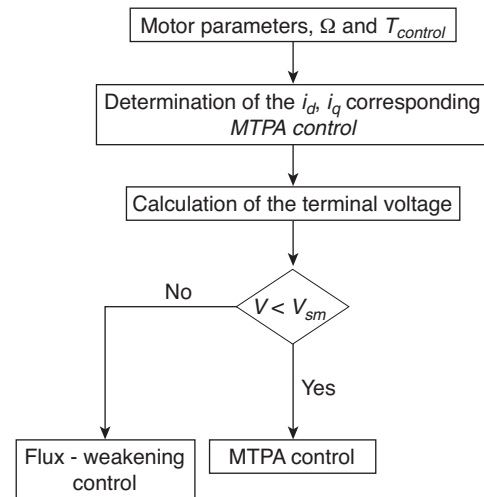 Motor parameters, Ω and T_control
Determination of the i_d, i_q corresponding
MTPA control
Calculation of the terminal voltage
No
V < V_sm
Yes
Flux - weakening
control
MTPA control